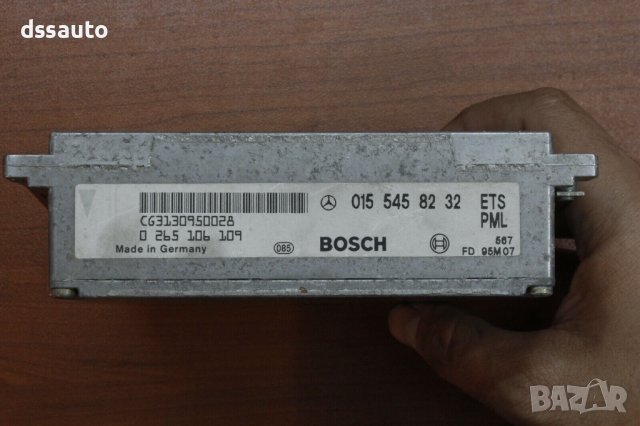 dssauto
CG3130950028
0 265 106 109
Made in Germany
085
015 545 82 32
ETS
PML
BOSCH
567
FD 95M07
BAZAR